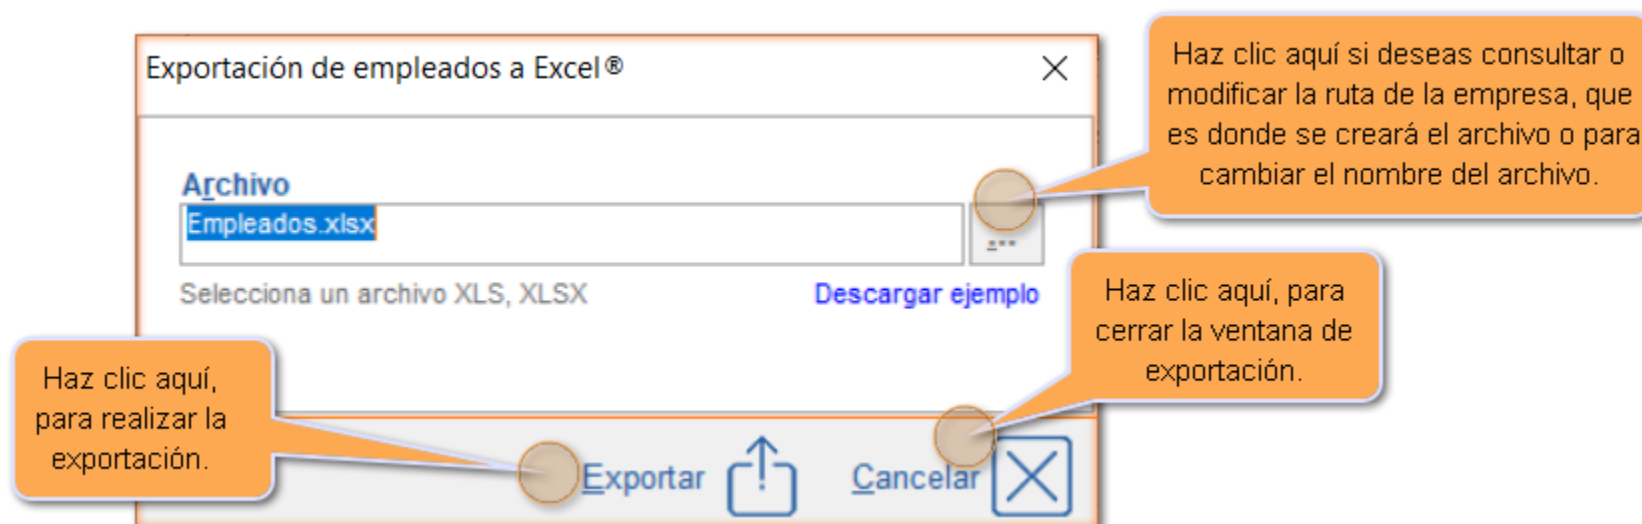 Exportación de empleados a Excel®
Haz clic aquí si deseas consultar o
modificar la ruta de la empresa, que
es donde se creará el archivo o para
cambiar el nombre del archivo.
Archivo
Empleados.xlsx
...
Selecciona un archivo XLS, XLSX
Descargar ejemplo
Haz clic aquí, para
cerrar la ventana de
exportación.
Haz clic aquí,
para realizar la
exportación.
Exportar
Cancelar